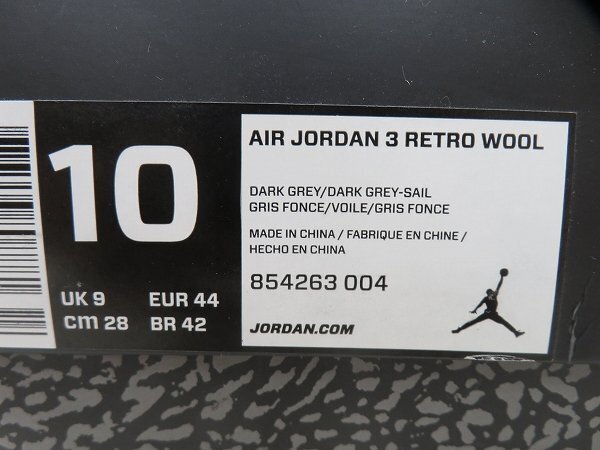 10
UK 9 EUR 44
cm 28 BR 42
AIR JORDAN 3 RETRO WOOL
DARK GREY/DARK GREY-SAIL
GRIS FONCE/VOILE/GRIS FONCE
MADE IN CHINA / FABRIQUE EN CHINE /
HECHO EN CHINA
854263 004
JORDAN.COM